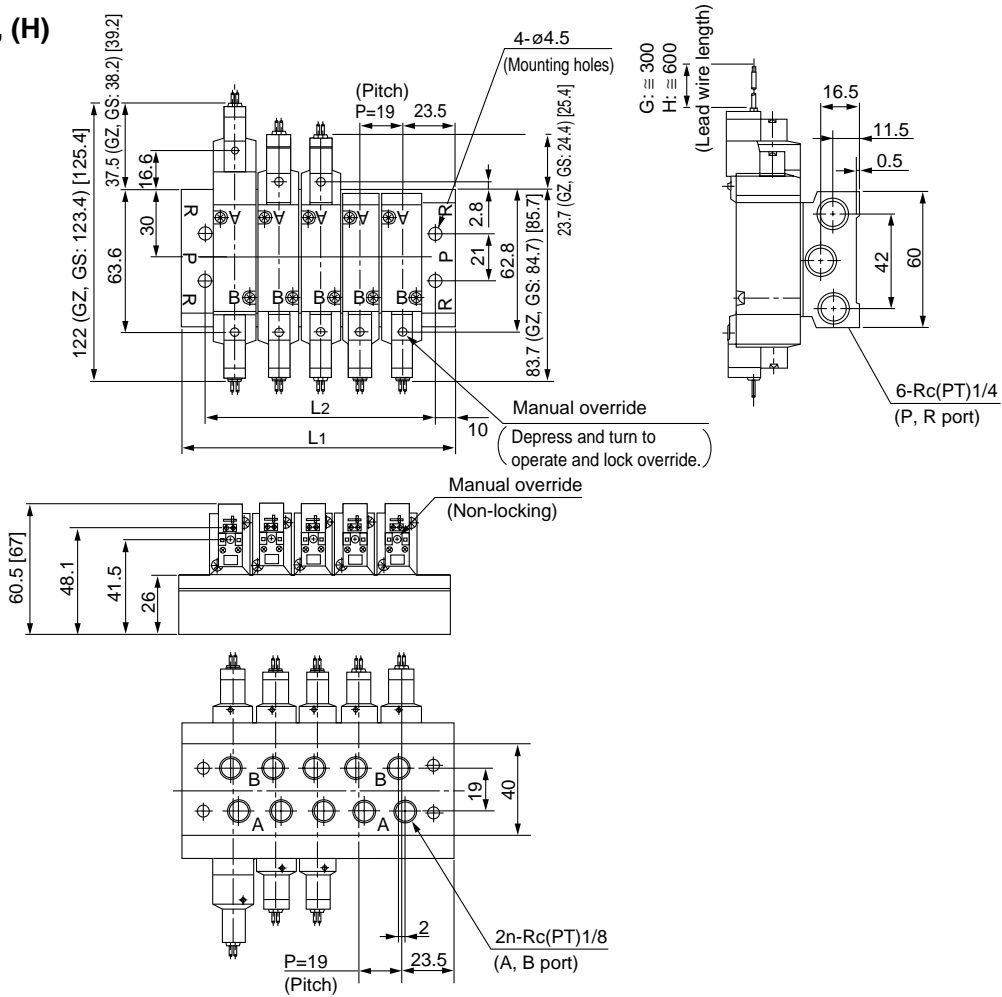 , (H)
4-ø4.5
(Mounting holes)
(Pitch)
P=19
23.5
122 (GZ, GS: 123.4) [125.4]
37.5 (GZ, GS: 38.2) [39.2]
16.6
30
63.6
R
P
R
A
A
A
A
A
B
B
B
B
B
R
P
R
2.8
21
62.8
23.7 (GZ, GS: 24.4) [25.4]
83.7 (GZ, GS: 84.7) [85.7]
L2
10
L1
Manual override
(Depress and turn to
operate and lock override.)
G: ≅ 300
H: ≅ 600
(Lead wire length)
16.5
11.5
0.5
42
60
6-Rc(PT)1/4
(P, R port)
Manual override
(Non-locking)
60.5 [67]
48.1
41.5
26
B
B
A
A
19
40
2
P=19
(Pitch)
23.5
2n-Rc(PT)1/8
(A, B port)